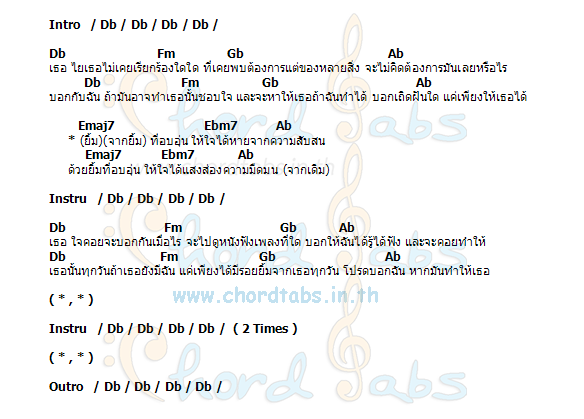 Intro / Db / Db / Db / Db /
Db Fm Gb Ab
เธอ ไยเธอไม่เคยเรียกร้องใดใด ที่เคยพบต้องการแต่ของหลายสิ่ง จะไม่คิดต้องการมันเลยหรือไร
Db Fm Gb Ab
บอกกับฉัน ถ้ามันอาจทำเธอนั้นชอบใจ และจะหาให้เธอถ้าฉันทำได้ บอกเถิดฝันใด แค่เพียงให้เธอได้
Emaj7 Ebm7 Ab
* (ยิ้ม)(จากยิ้ม) ที่อบอุ่น ให้ใจได้หายจากความสับสน
Emaj7 Ebm7 Ab
ด้วยยิ้มที่อบอุ่น ให้ใจได้แสงส่องความมืดมน (จากเดิม)
Instru / Db / Db / Db / Db /
Db Fm Gb Ab
เธอ ใจคอยจะบอกกันเมื่อไร จะไปดูหนังฟังเพลงที่ใด บอกให้ฉันได้รู้ได้ฟัง และจะคอยทำให้
Db Fm Gb Ab
เธอนั้นทุกวันถ้าเธอยังมีฉัน แค่เพียงได้มีรอยยิ้มจากเธอทุกวัน โปรดบอกฉัน หากมันทำให้เธอ
( * , * )
www.chordtabs.in.th
Instru / Db / Db / Db / Db / ( 2 Times )
( * , * )
Outro / Db / Db / Db / Db /
Chord Tabs
Chord Tabs
Chord Tabs